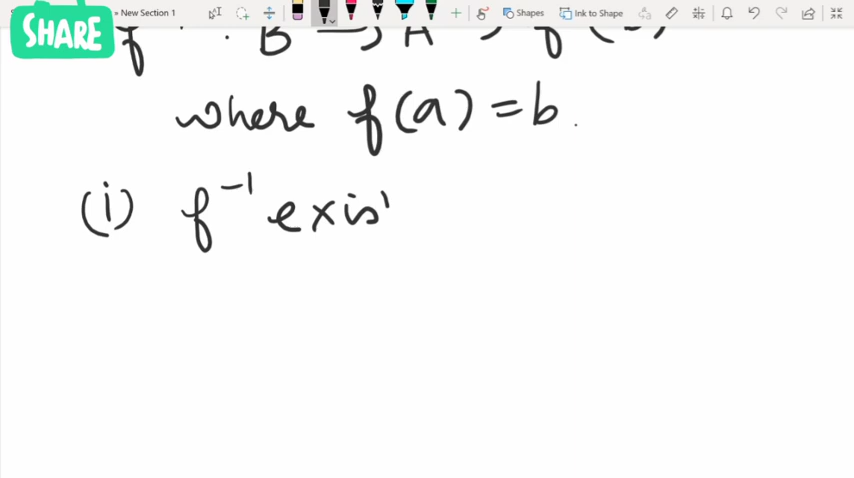 SHARE
» New Section 1
Shapes
Ink to Shape
B → A
where f(a) = b.
(i) f⁻¹ exis